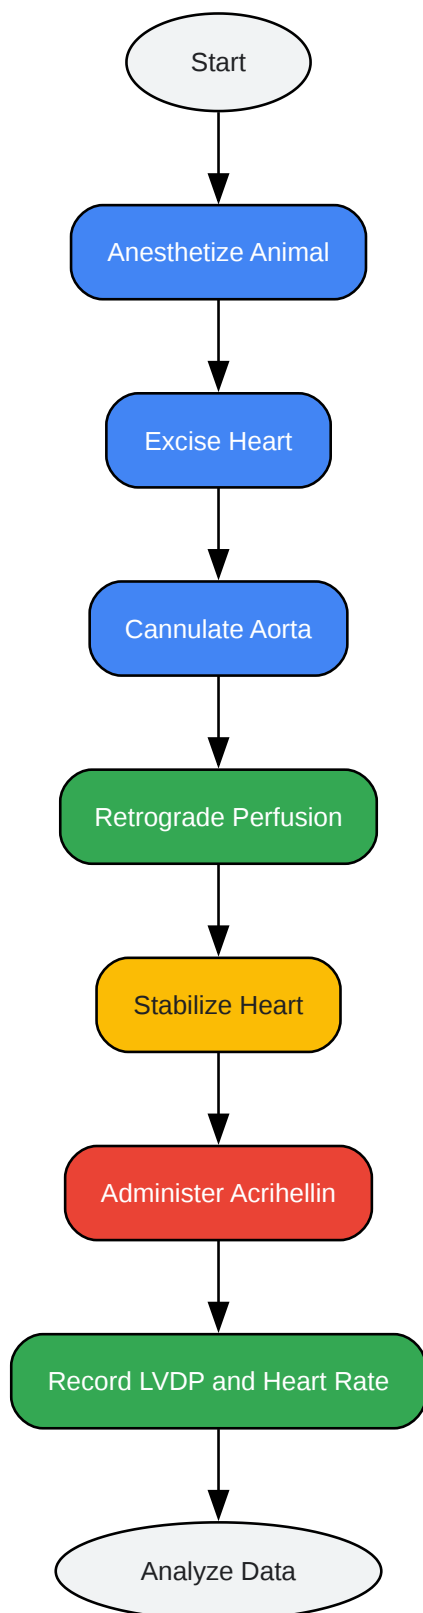 Start
Anesthetize Animal
Excise Heart
Cannulate Aorta
Retrograde Perfusion
Stabilize Heart
Administer Acrihellin
Record LVDP and Heart Rate
Analyze Data